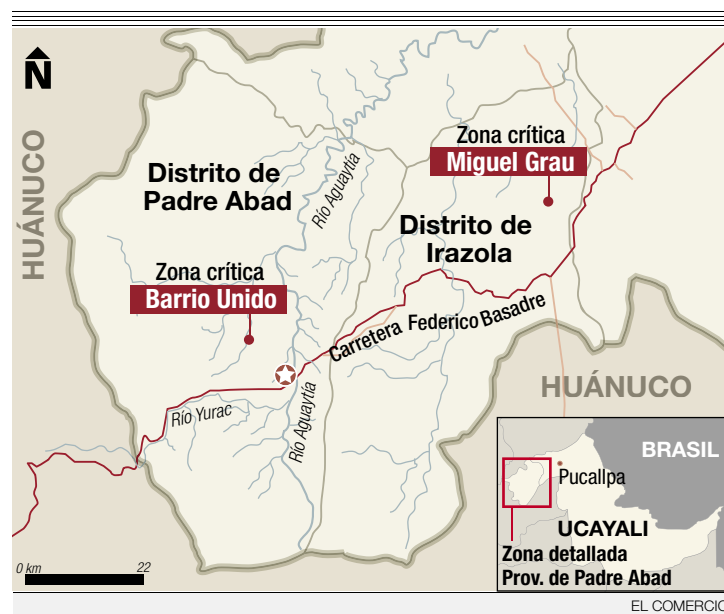 N
HUÁNUCO
Distrito de
Padre Abad
Río Aguaytía
Zona crítica
Miguel Grau
Distrito de
Irazola
Zona crítica
Barrio Unido
Carretera Federico Basadre
Río Yurac
Río Aguaytía
HUÁNUCO
BRASIL
Pucallpa
UCAYALI
Zona detallada
Prov. de Padre Abad
0 km 22
EL COMERCIO